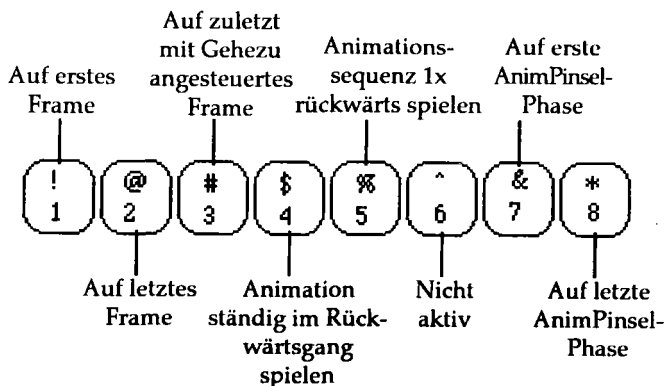 Auf erstes
Frame
Auf zuletzt
mit Gehezu
angesteuertes
Frame
Animations-
sequenz 1x
rückwärts spielen
Auf erste
AnimPinsel-
Phase
! @ # $ % ^ & *
1 2 3 4 5 6 7 8
Auf letztes
Frame
Animation
ständig im Rück-
wärtsgang
spielen
Nicht
aktiv
Auf letzte
AnimPinsel-
Phase